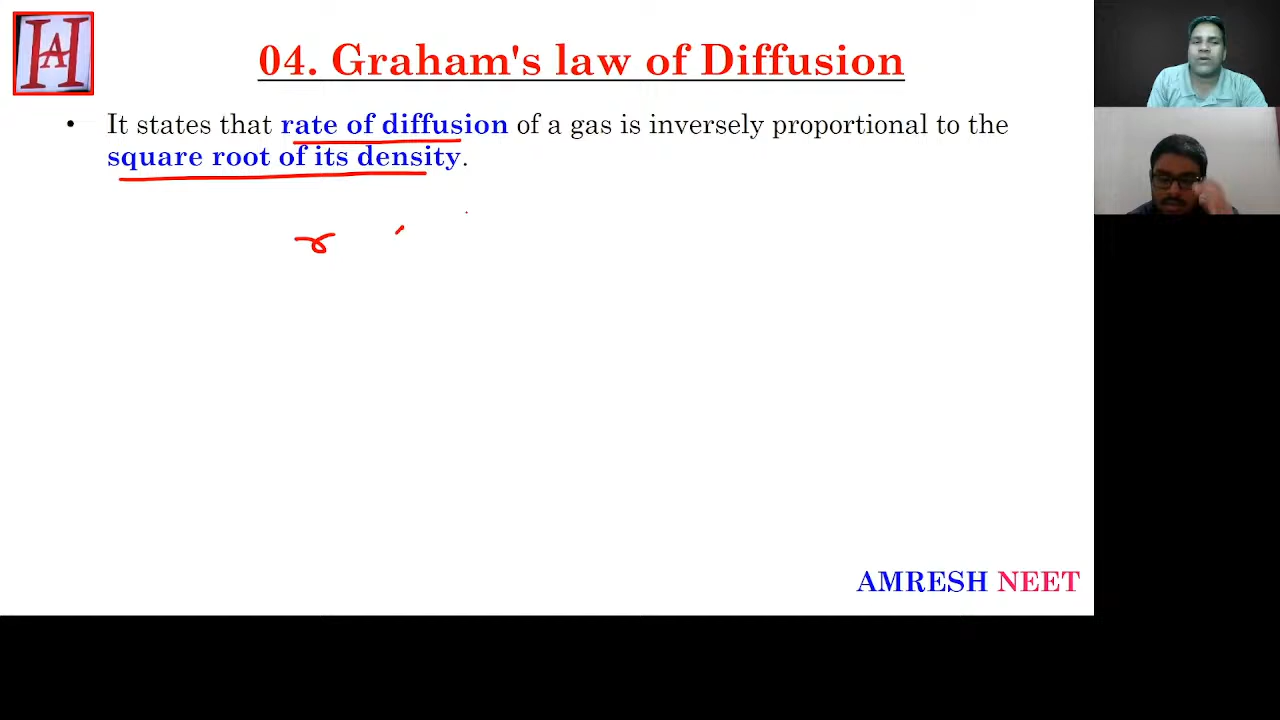 HA
04. Graham's law of Diffusion
• It states that rate of diffusion of a gas is inversely proportional to the
square root of its density.
r
AMRESH NEET